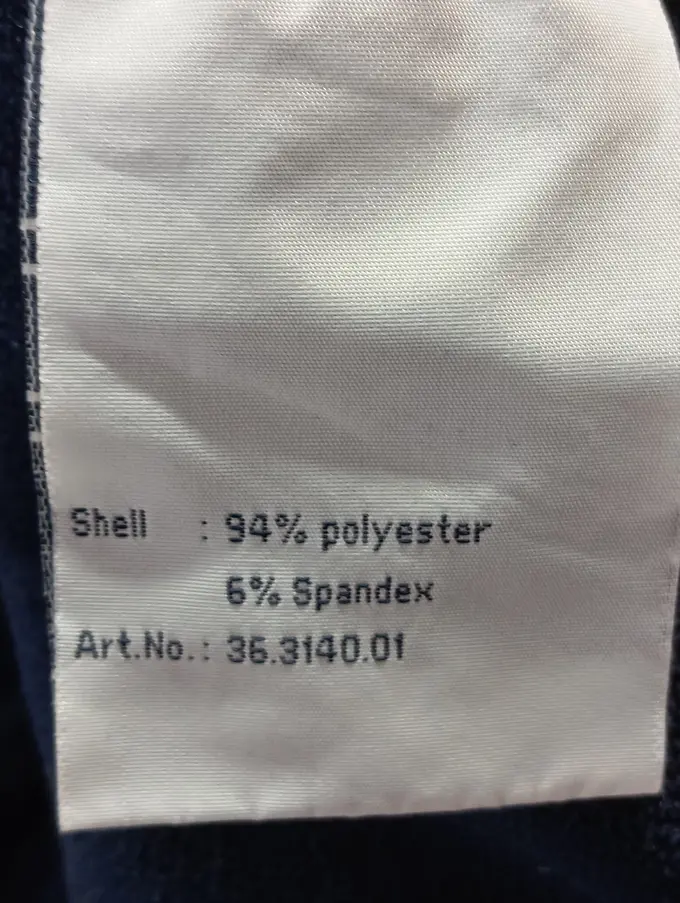 Shell : 94% polyester
6% Spandex
Art.No.: 36.3140.01